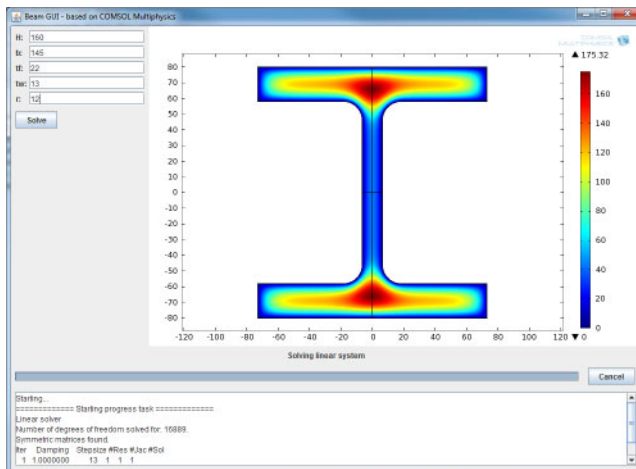 Beam GUI - based on COMSOL Multiphysics
H: 160
b: 145
tf: 22
tw: 13
r: 12
Solve
COMSOL
MULTIPHYSICS
▲ 175.32
80
70
60
50
40
30
20
10
0
-10
-20
-30
-40
-50
-60
-70
-80
-120 -100 -80 -60 -40 -20 0 20 40 60 80 100 120
160
140
120
100
80
60
40
20
0
▼ 0
Solving linear system
Cancel
Starting...
============= Starting progress task =============
Linear solver
Number of degrees of freedom solved for: 16889.
Symmetric matrices found.
Iter Damping Stepsize #Res #Jac #Sol
1 1.0000000 13 1 1 1